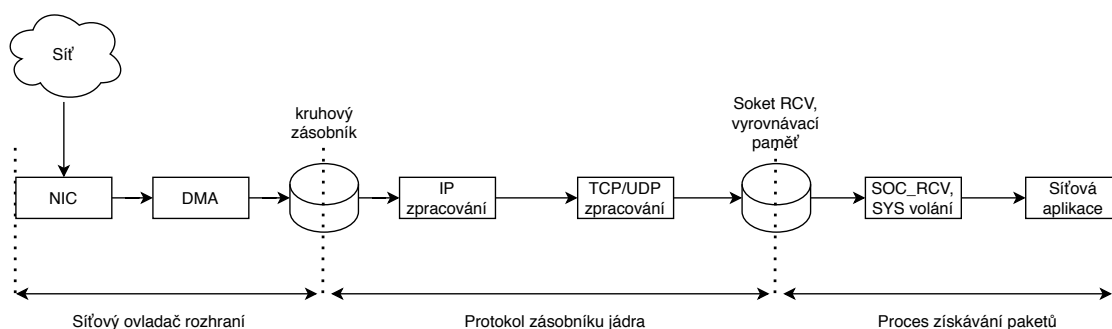 Síť
kruhový
zásobník
Soket RCV,
vyrovnávací
paměť
NIC
DMA
IP
zpracování
TCP/UDP
zpracování
SOC_RCV,
SYS volání
Síťová
aplikace
Síťový ovladač rozhraní
Protokol zásobníku jádra
Proces získávání paketů